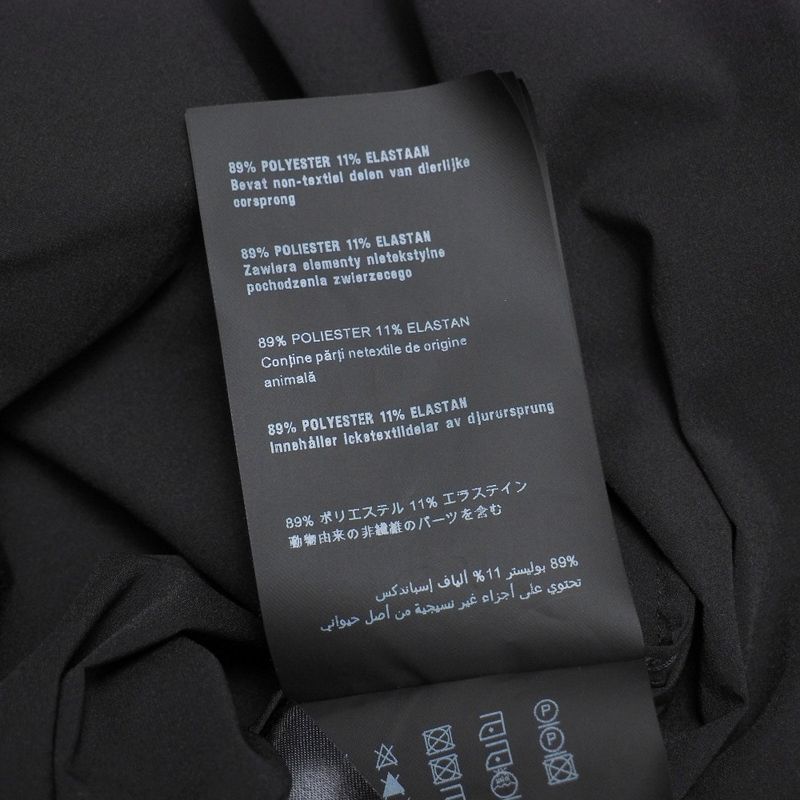 89% POLYESTER 11% ELASTAAN
Bevat non-textiel delen van dierlijke
oorsprong
89% POLIESTER 11% ELASTAN
Zawiera elementy nietekstylne
pochodzenia zwierzęcego
89% POLIESTER 11% ELASTAN
Conține părți netextile de origine
animală
89% POLYESTER 11% ELASTAN
Innehåller icketextildelar av djurursprung
89% ポリエステル 11% エラステイン
動物由来の非繊維のパーツを含む
89% بوليستر 11% ألياف إسباندكس
تحتوي على أجزاء غير نسيجية من أصل حيواني
P
P